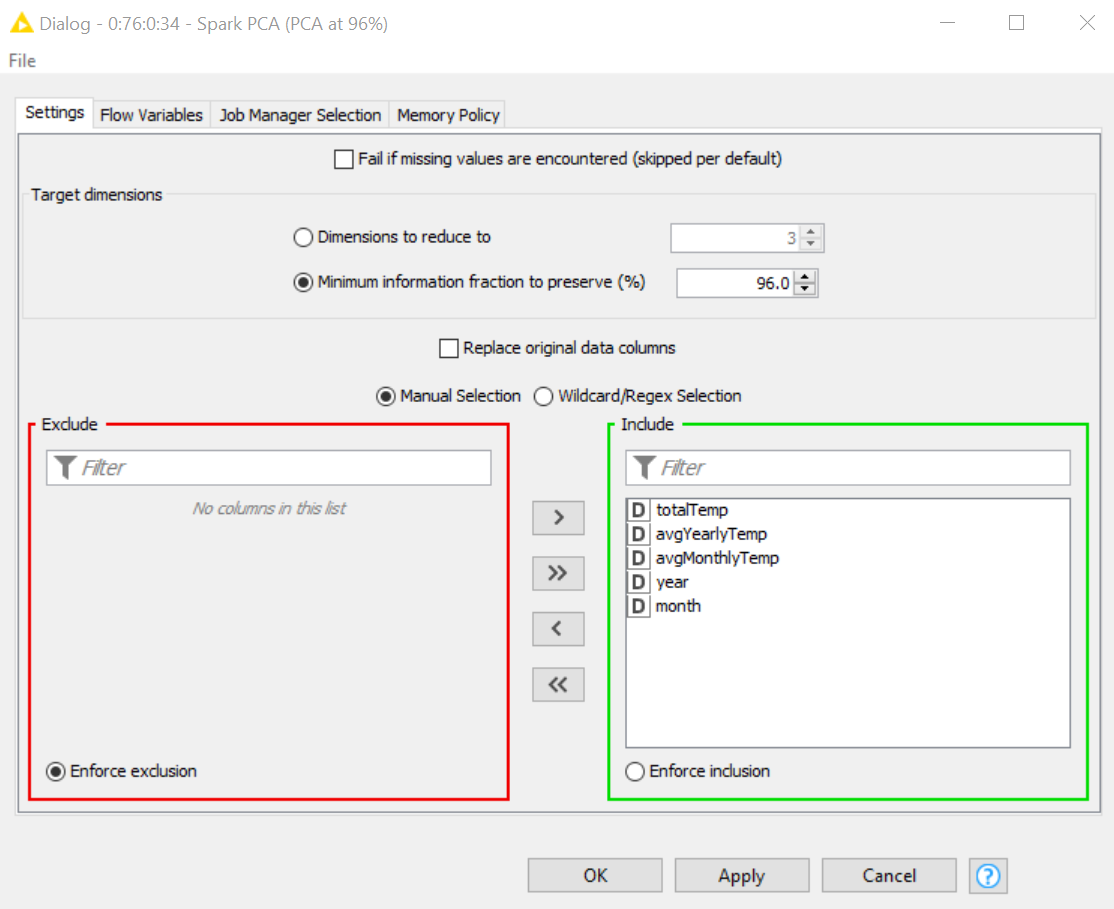 Dialog - 0:76:0:34 - Spark PCA (PCA at 96%)
File
Settings Flow Variables Job Manager Selection Memory Policy
Fail if missing values are encountered (skipped per default)
Target dimensions
Dimensions to reduce to 3
Minimum information fraction to preserve (%) 96.0
Replace original data columns
Manual Selection Wildcard/Regex Selection
Exclude
Filter
No columns in this list
Enforce exclusion
>
>>
<
<<
Include
Filter
D totalTemp
D avgYearlyTemp
D avgMonthlyTemp
D year
D month
Enforce inclusion
OK Apply Cancel ?